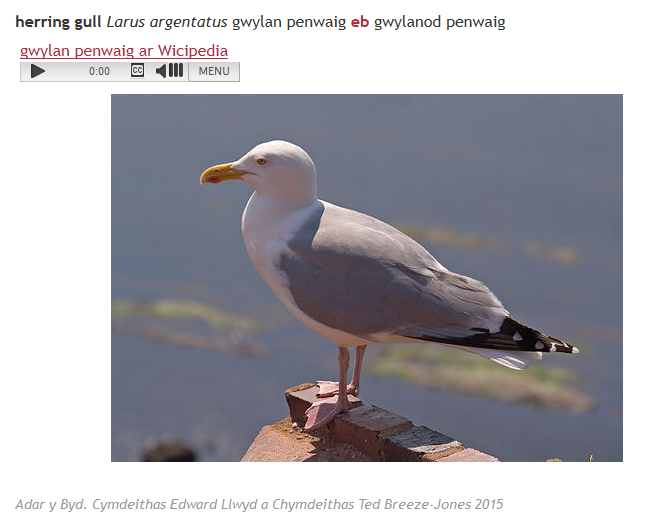 herring gull Larus argentatus gwylan penwaig eb gwylanod penwaig
gwylan penwaig ar Wicipedia
0:00 CC MENU
Adar y Byd. Cymdeithas Edward Llwyd a Chymdeithas Ted Breeze-Jones 2015